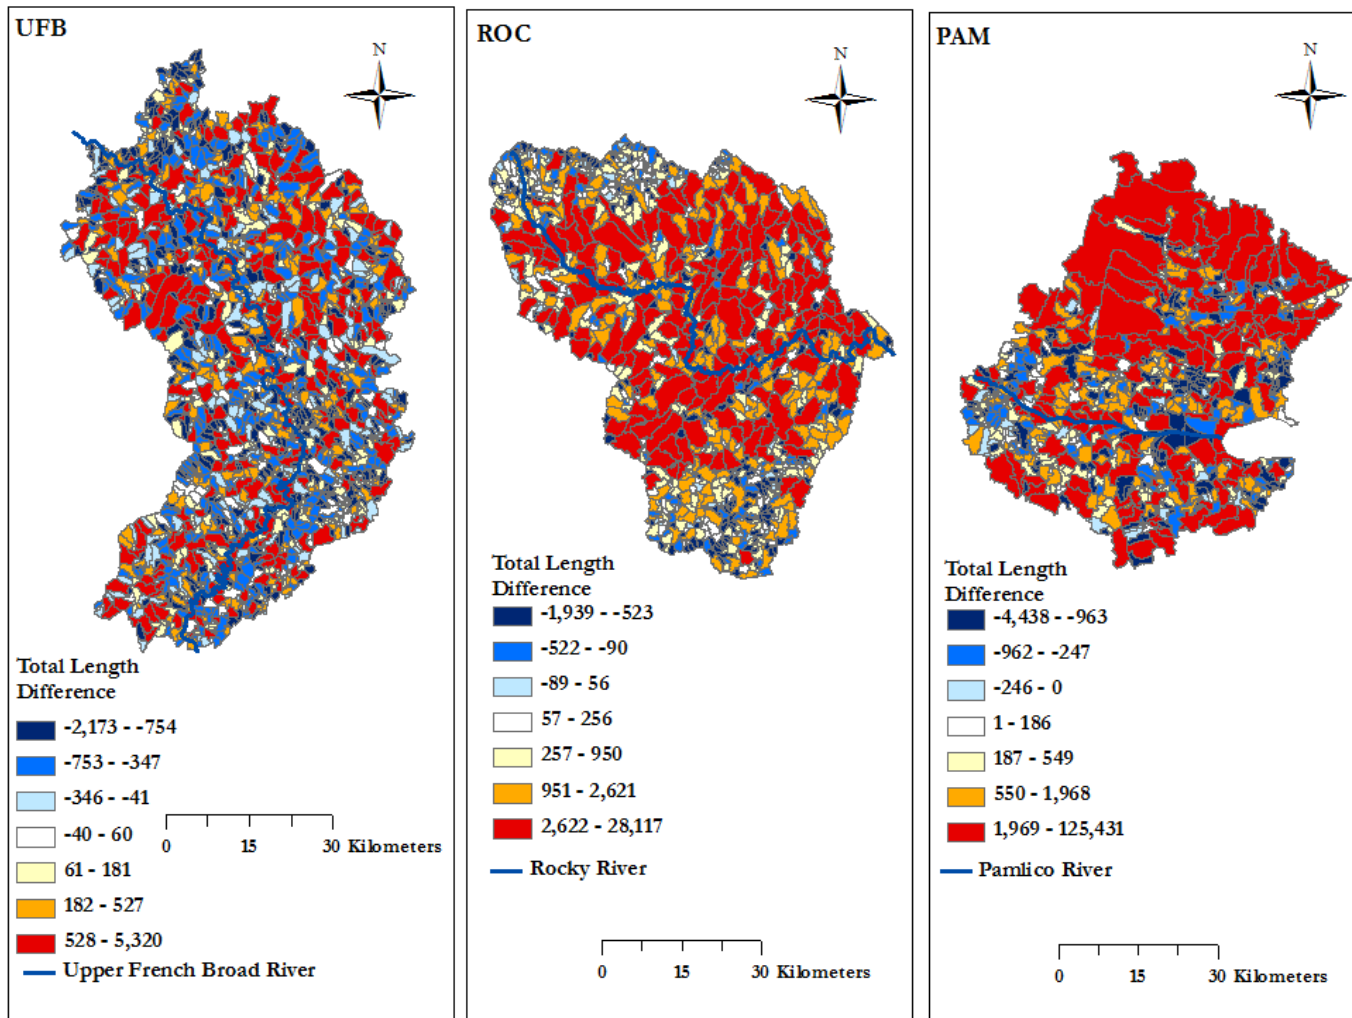 UFB
N
Total Length
Difference
-2,173 - -754
-753 - -347
-346 - -41
-40 - 60
61 - 181
182 - 527
528 - 5,320
Upper French Broad River
0 15 30 Kilometers
ROC
N
Total Length
Difference
-1,939 - -523
-522 - -90
-89 - 56
57 - 256
257 - 950
951 - 2,621
2,622 - 28,117
Rocky River
0 15 30 Kilometers
PAM
N
Total Length
Difference
-4,438 - -963
-962 - -247
-246 - 0
1 - 186
187 - 549
550 - 1,968
1,969 - 125,431
Pamlico River
0 15 30 Kilometers